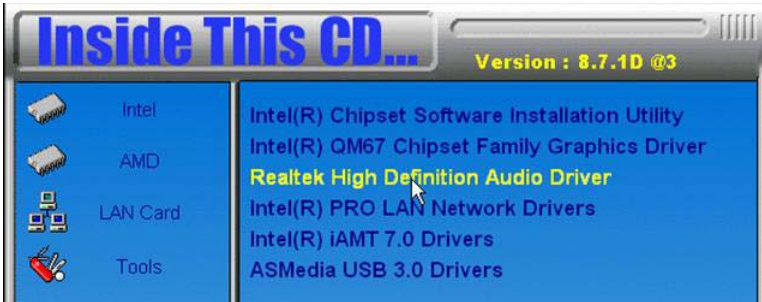 Inside This CD...
Version : 8.7.1D @3
Intel
AMD
LAN Card
Tools
Intel(R) Chipset Software Installation Utility
Intel(R) QM67 Chipset Family Graphics Driver
Realtek High Definition Audio Driver
Intel(R) PRO LAN Network Drivers
Intel(R) iAMT 7.0 Drivers
ASMedia USB 3.0 Drivers